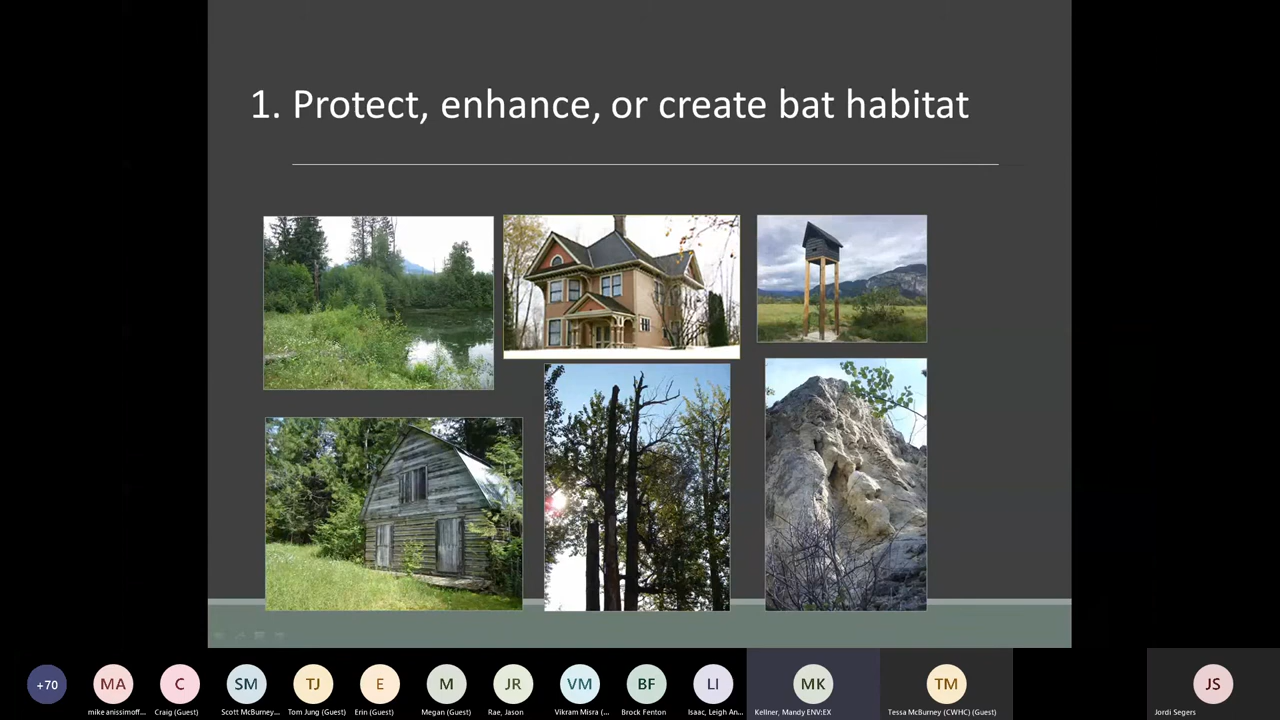 1. Protect, enhance, or create bat habitat
+70
MA
C
SM
TJ
E
M
JR
VM
BF
LI
MK
TM
JS
mike anissimoff...
Craig (Guest)
Scott McBurney...
Tom Jung (Guest)
Erin (Guest)
Megan (Guest)
Rae, Jason
Vikram Misra (...
Brock Fenton
Isaac, Leigh An...
Kellner, Mandy ENV:EX
Tessa McBurney (CWHC) (Guest)
Jordi Segers